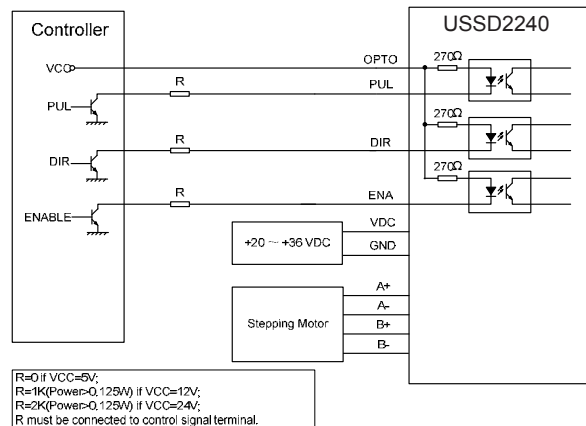 Controller
USSD2240
VCC
OPTO
270Ω
R
PUL
PUL
270Ω
R
DIR
DIR
270Ω
R
ENA
ENABLE
+20 ~ +36 VDC
VDC
GND
Stepping Motor
A+
A-
B+
B-
R=0 if VCC=5V;
R=1K(Power>0.125W) if VCC=12V;
R=2K(Power>0.125W) if VCC=24V;
R must be connected to control signal terminal.